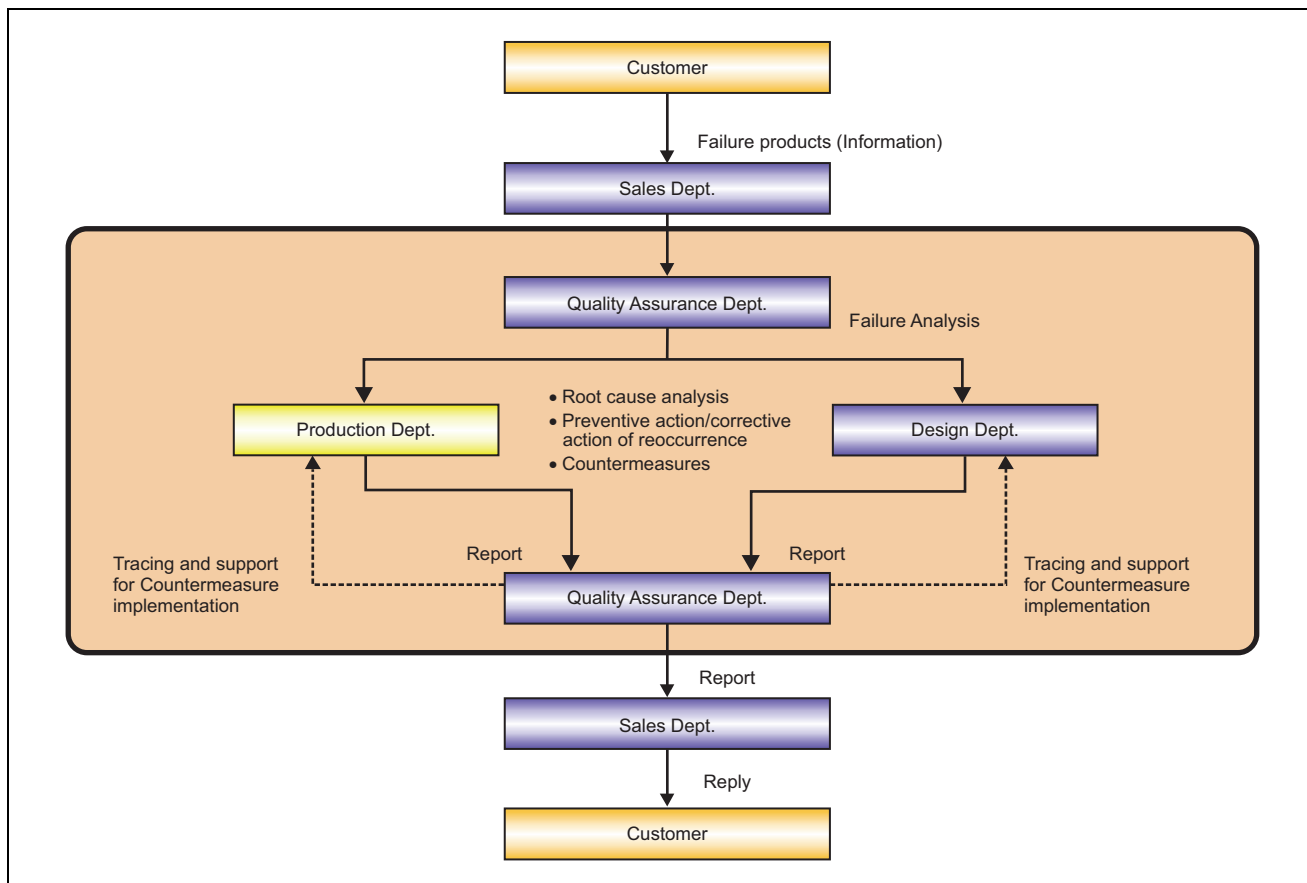 Customer
Failure products (Information)
Sales Dept.
Quality Assurance Dept.
Failure Analysis
• Root cause analysis
• Preventive action/corrective
action of reoccurrence
• Countermeasures
Production Dept.
Design Dept.
Report
Report
Tracing and support
for Countermeasure
implementation
Tracing and support
for Countermeasure
implementation
Quality Assurance Dept.
Report
Sales Dept.
Reply
Customer